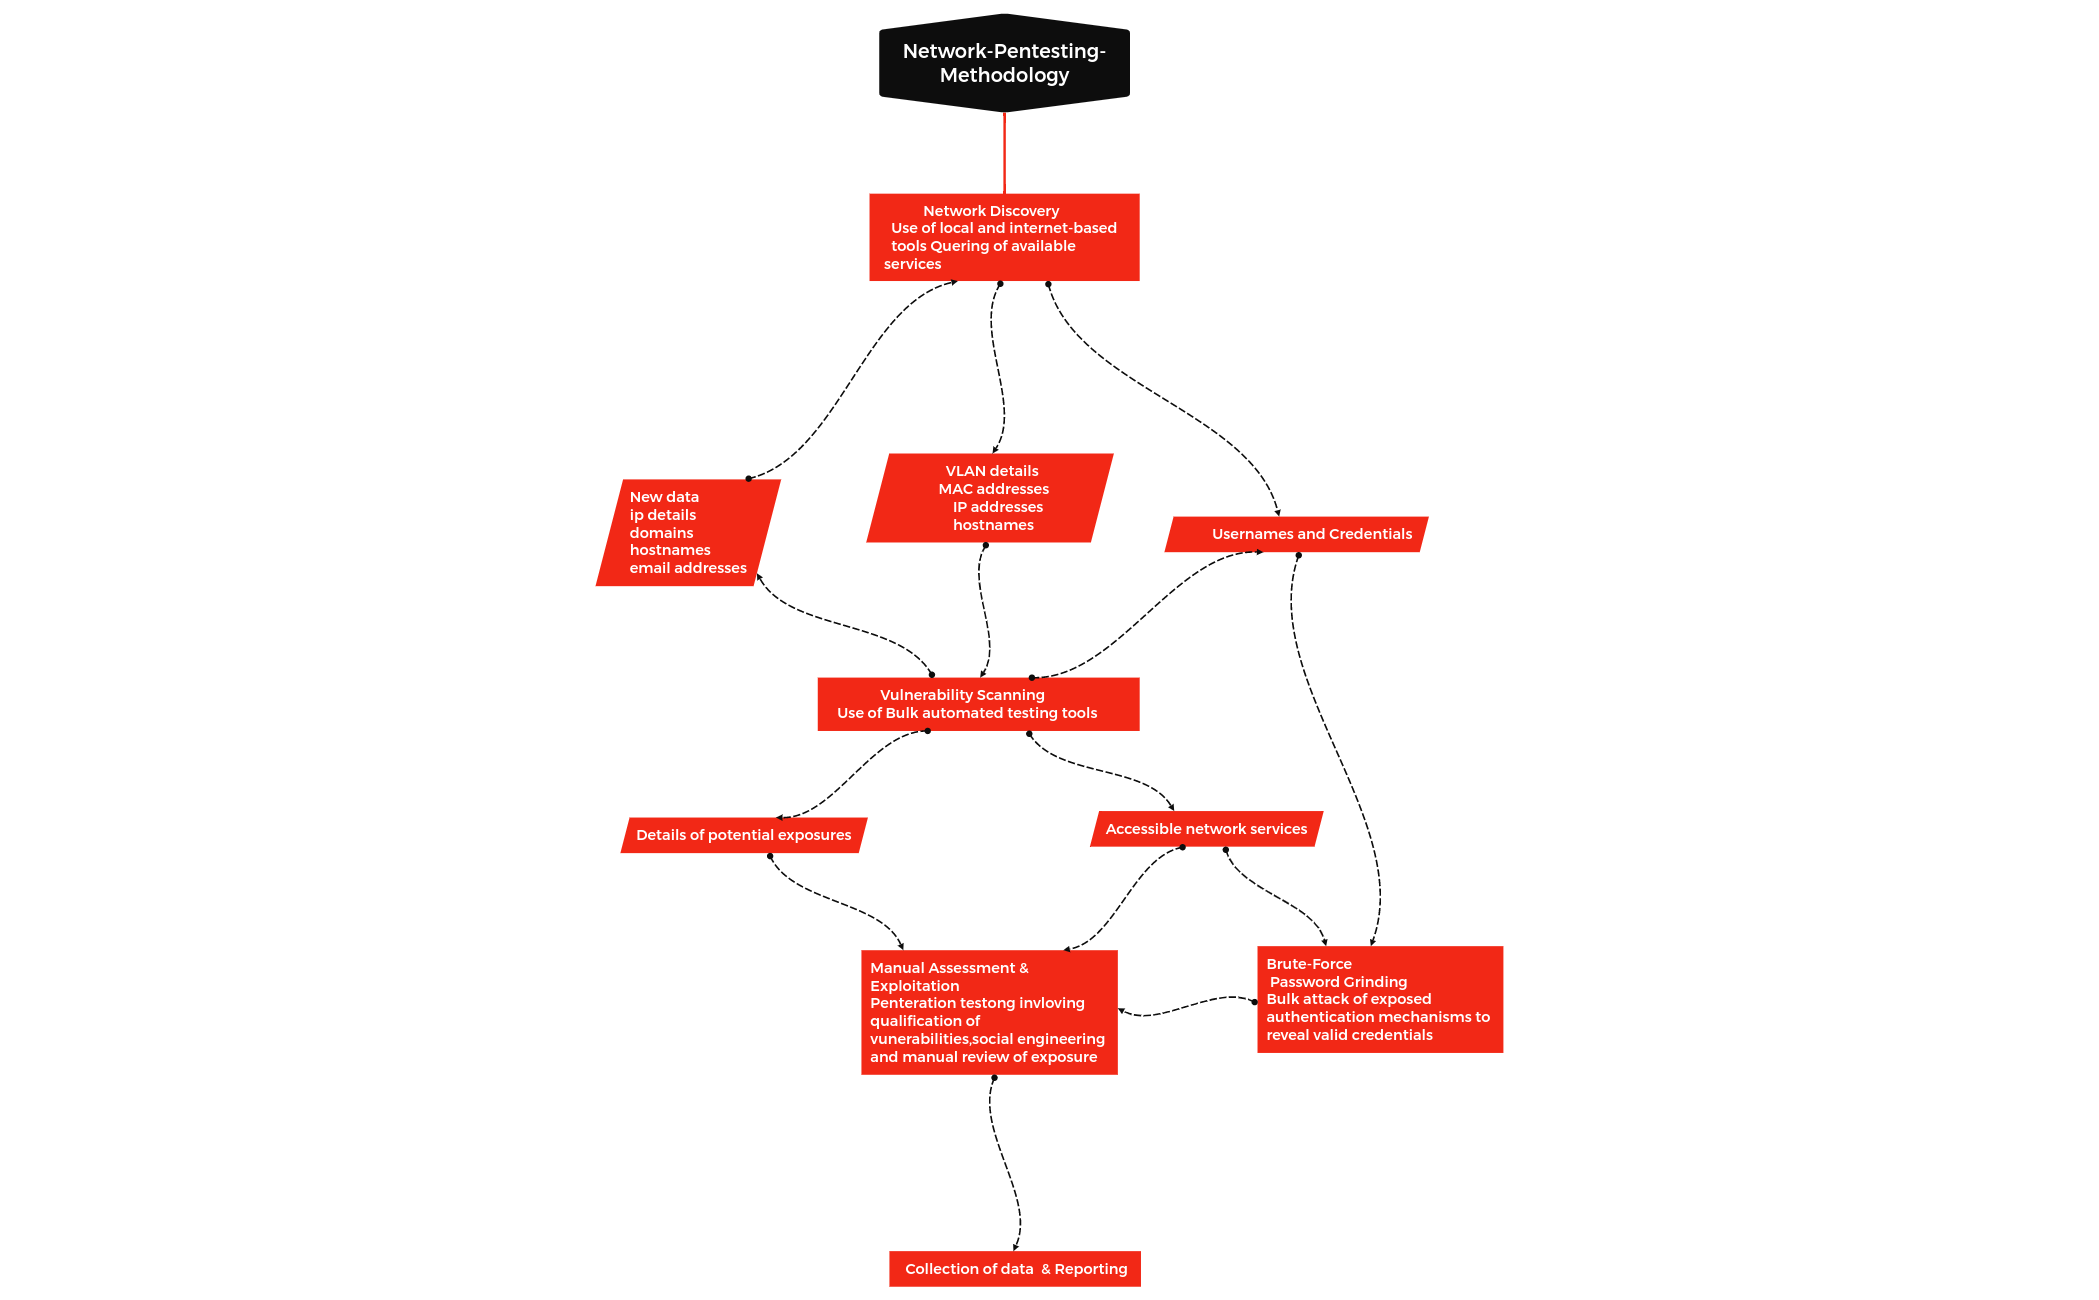 Network-Pentesting-
Methodology
Network Discovery
Use of local and internet-based
tools Quering of available
services
New data
ip details
domains
hostnames
email addresses
VLAN details
MAC addresses
IP addresses
hostnames
Usernames and Credentials
Vulnerability Scanning
Use of Bulk automated testing tools
Details of potential exposures
Accessible network services
Manual Assessment &
Exploitation
Penteration testong invloving
qualification of
vunerabilities,social engineering
and manual review of exposure
Brute-Force
Password Grinding
Bulk attack of exposed
authentication mechanisms to
reveal valid credentials
Collection of data & Reporting